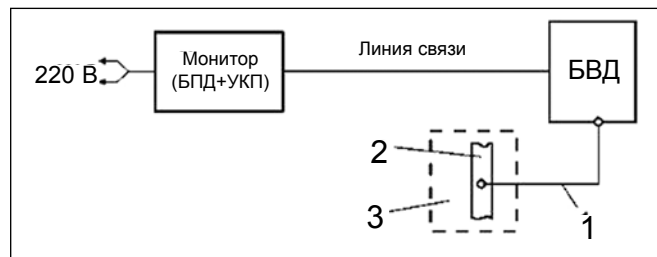 220 В
Монитор
(БПД+УКП)
Линия связи
БВД
2
3
1